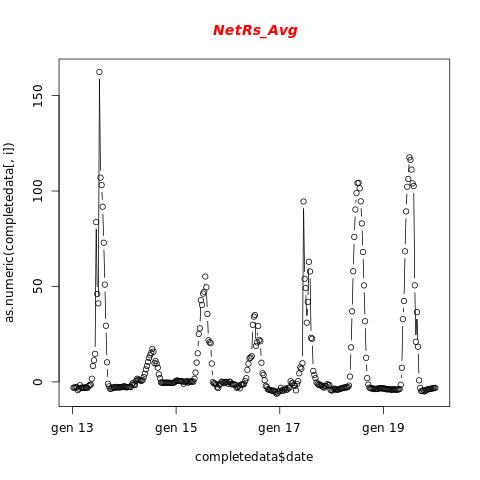 NetRs_Avg
as.numeric(completedata[, i])
150
100
50
0
gen 13
gen 15
gen 17
gen 19
completedata$date